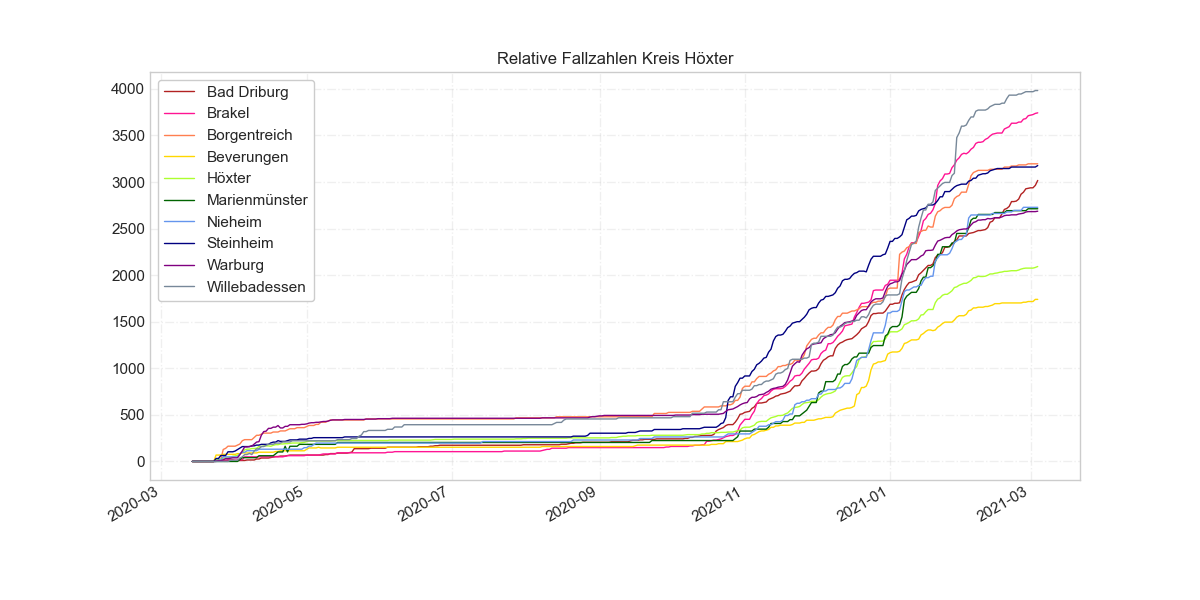 Relative Fallzahlen Kreis Höxter
4000
3500
3000
2500
2000
1500
1000
500
0
Bad Driburg
Brakel
Borgentreich
Beverungen
Höxter
Marienmünster
Nieheim
Steinheim
Warburg
Willebadessen
2020-03
2020-05
2020-07
2020-09
2020-11
2021-01
2021-03